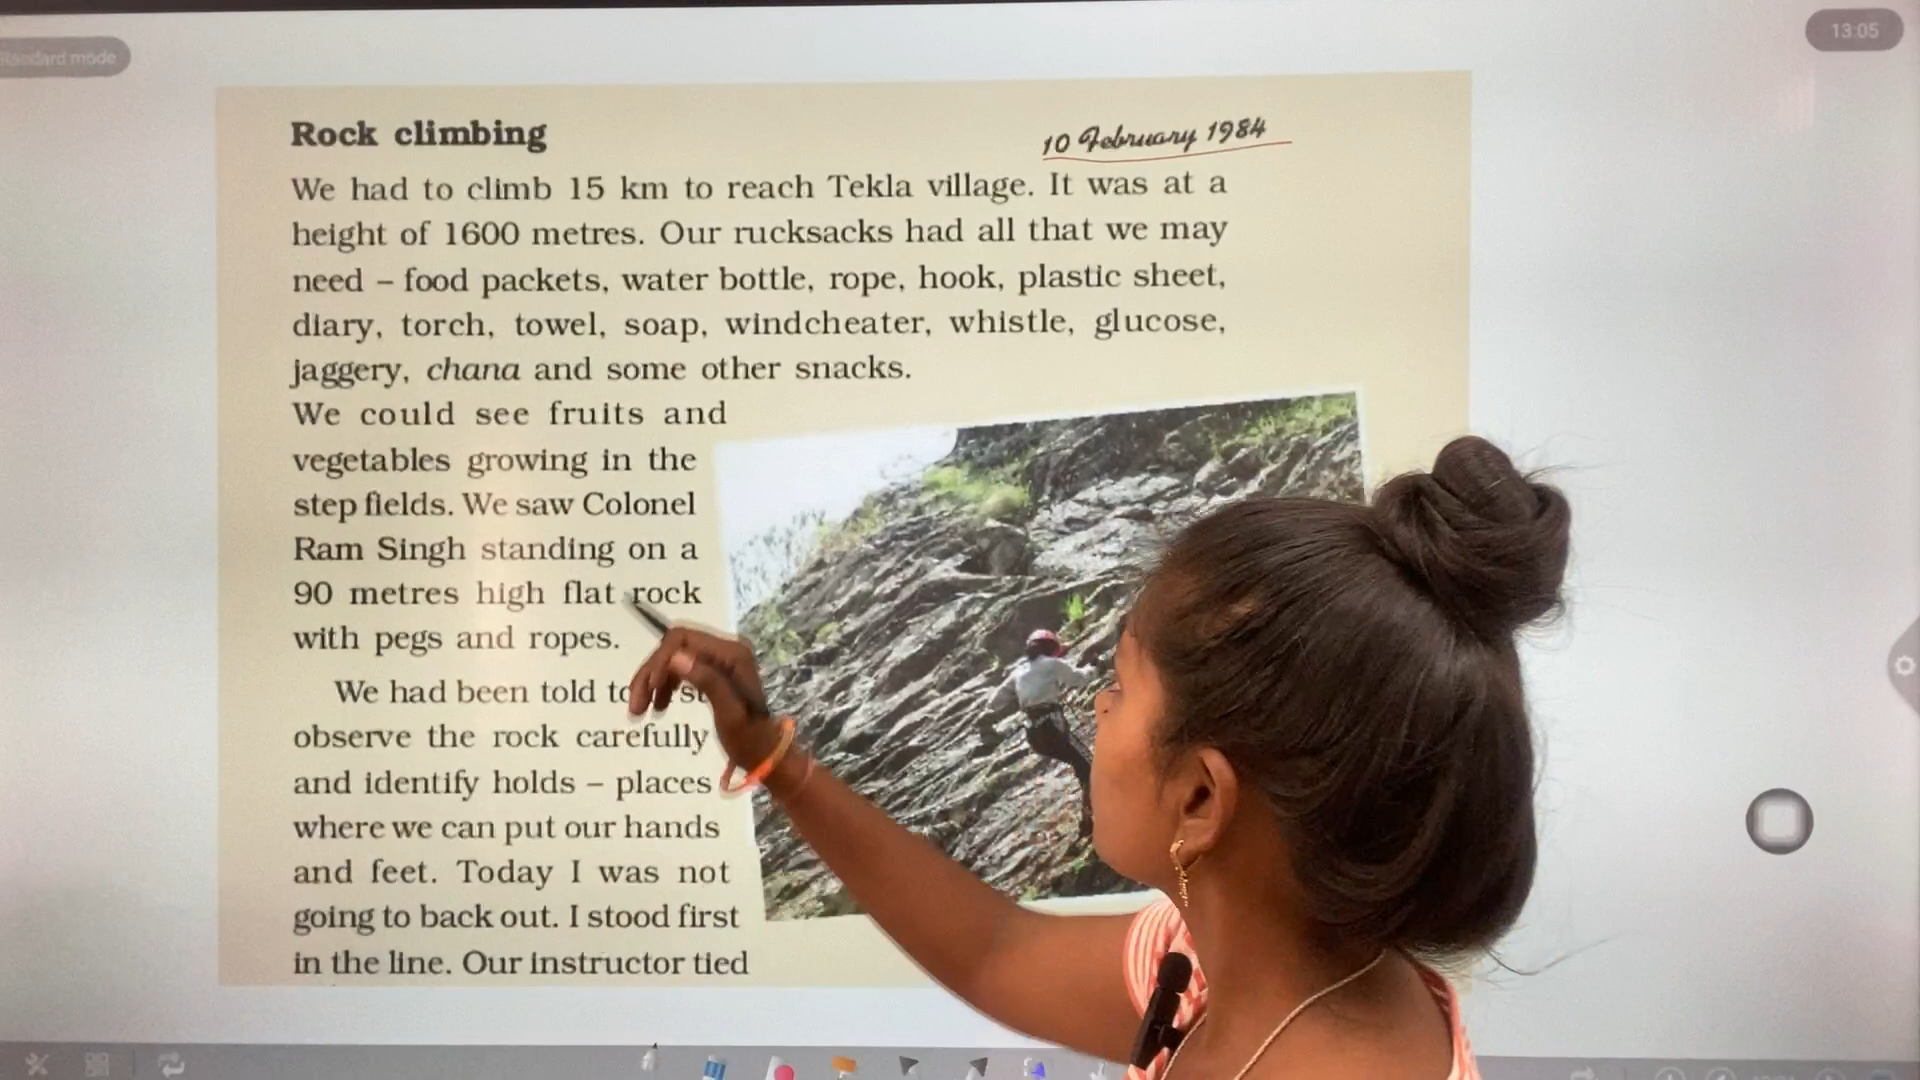 Standard mode
13:05
Rock climbing
10 February 1984
We had to climb 15 km to reach Tekla village. It was at a
height of 1600 metres. Our rucksacks had all that we may
need – food packets, water bottle, rope, hook, plastic sheet,
diary, torch, towel, soap, windcheater, whistle, glucose,
jaggery, chana and some other snacks.
We could see fruits and
vegetables growing in the
step fields. We saw Colonel
Ram Singh standing on a
90 metres high flat rock
with pegs and ropes.
We had been told to
observe the rock carefully
and identify holds – places
where we can put our hands
and feet. Today I was not
going to back out. I stood first
in the line. Our instructor tied